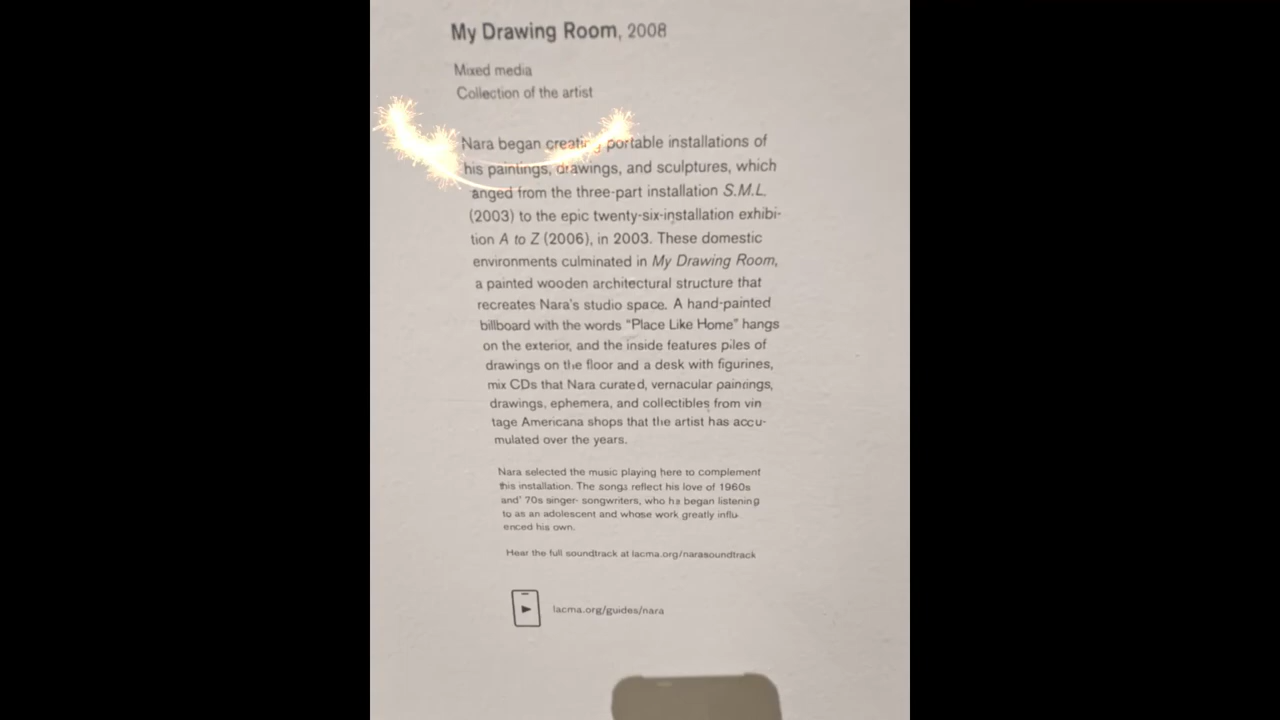 My Drawing Room, 2008
Mixed media
Collection of the artist
Nara began creating portable installations of
his paintings, drawings, and sculptures, which
anged from the three-part installation S.M.L.
(2003) to the epic twenty-six-installation exhibi-
tion A to Z (2006), in 2003. These domestic
environments culminated in My Drawing Room,
a painted wooden architectural structure that
recreates Nara's studio space. A hand-painted
billboard with the words “Place Like Home” hangs
on the exterior, and the inside features piles of
drawings on the floor and a desk with figurines,
mix CDs that Nara curated, vernacular paintings,
drawings, ephemera, and collectibles from vin
tage Americana shops that the artist has accu-
mulated over the years.
Nara selected the music playing here to complement
this installation. The songs reflect his love of 1960s
and' 70s singer- songwriters, who he began listening
to as an adolescent and whose work greatly influ
enced his own.
Hear the full soundtrack at lacma.org/narasoundtrack
lacma.org/guides/nara